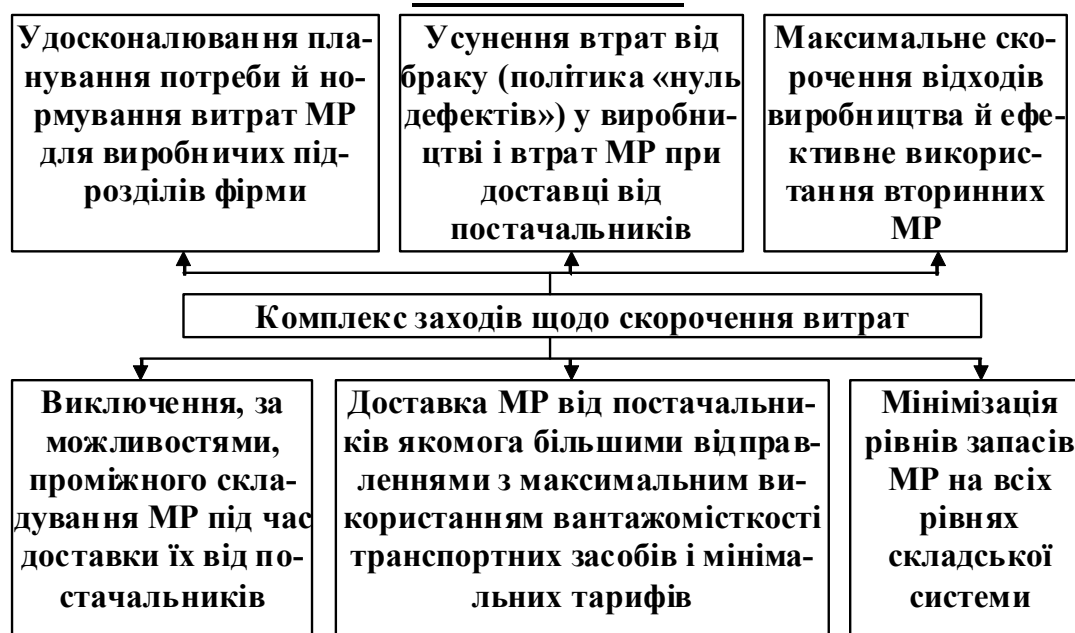 Удосконалювання пла-
нування потреби й но-
рмування витрат МР
для виробничих під-
розділів фірми
Усунення втрат від
браку (політика «нуль
дефектів») у виробни-
цтві і втрат МР при
доставці від
постачальників
Максимальне ско-
рочення відходів
виробництва й ефе-
ктивне викорис-
тання вторинних
МР
Комплекс заходів щодо скорочення витрат
Виключення, за
можливостями,
проміжного скла-
дування МР під час
доставки їх від по-
стачальників
Доставка МР від постачальни-
ків якомога більшими відправ-
леннями з максимальним ви-
користанням вантажомісткості
транспортних засобів і мініма-
льних тарифів
Мінімізація
рівнів запасів
МР на всіх
рівнях
складської
системи